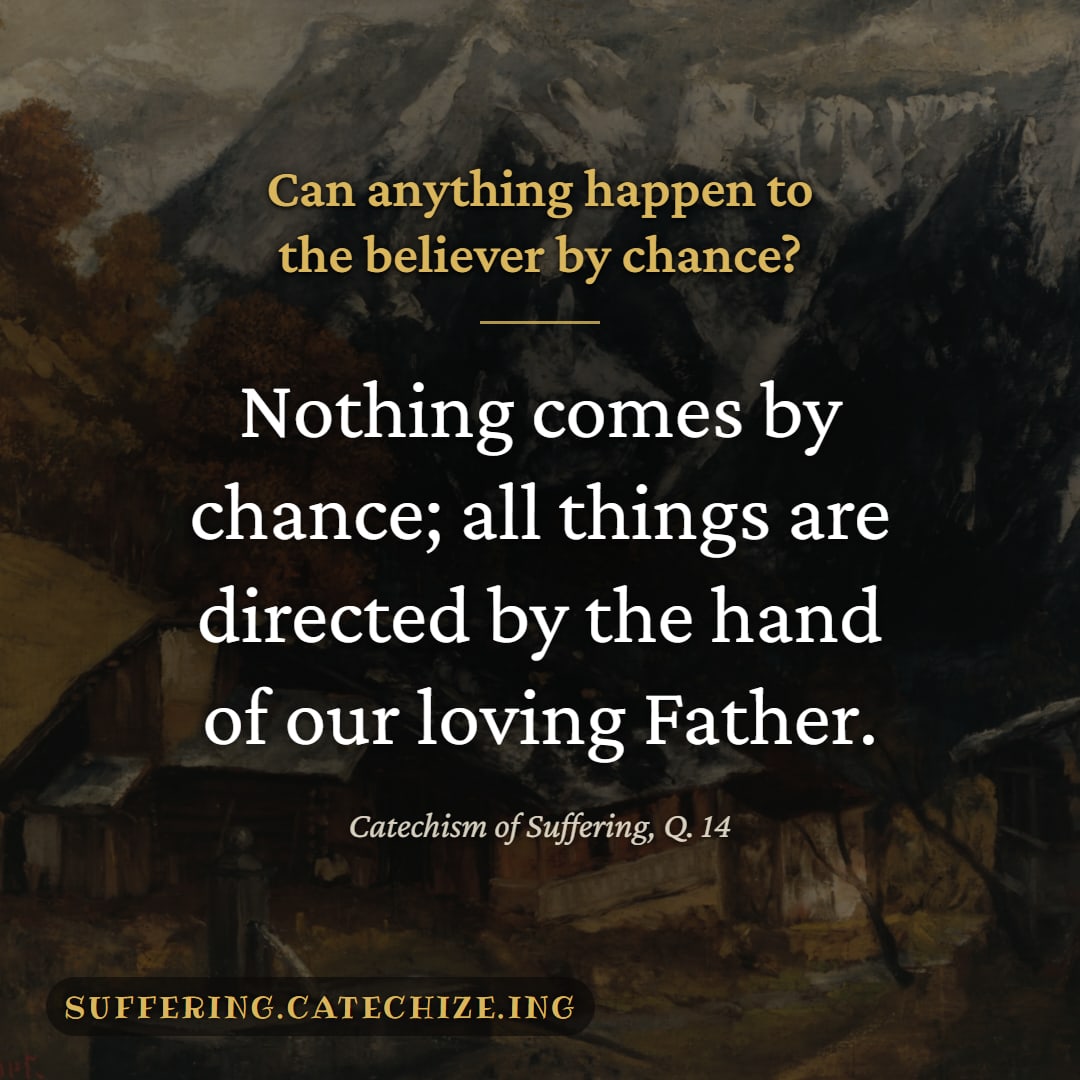 Can anything happen to
the believer by chance?
Nothing comes by
chance; all things are
directed by the hand
of our loving Father.
Catechism of Suffering, Q. 14
SUFFERING.CATECHIZE.ING